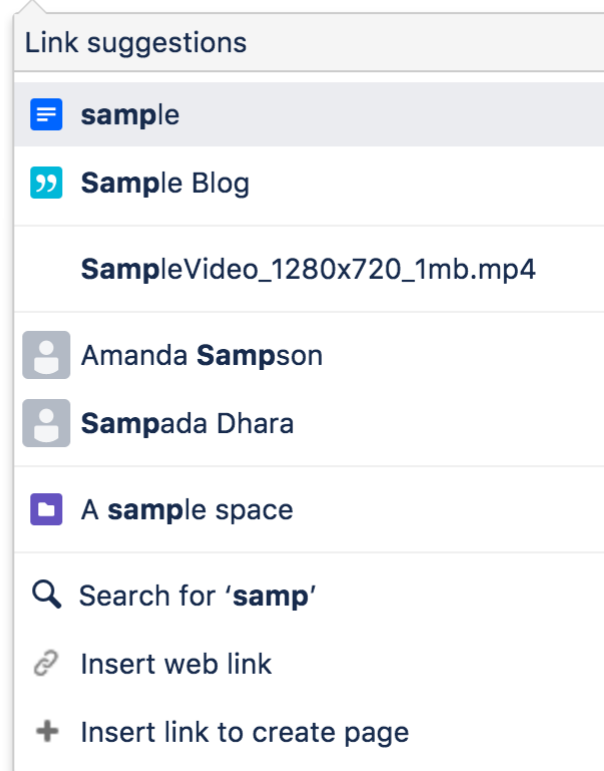 Link suggestions
sample
Sample Blog
SampleVideo_1280x720_1mb.mp4
Amanda Sampson
Sampada Dhara
A sample space
Search for ‘samp’
Insert web link
Insert link to create page